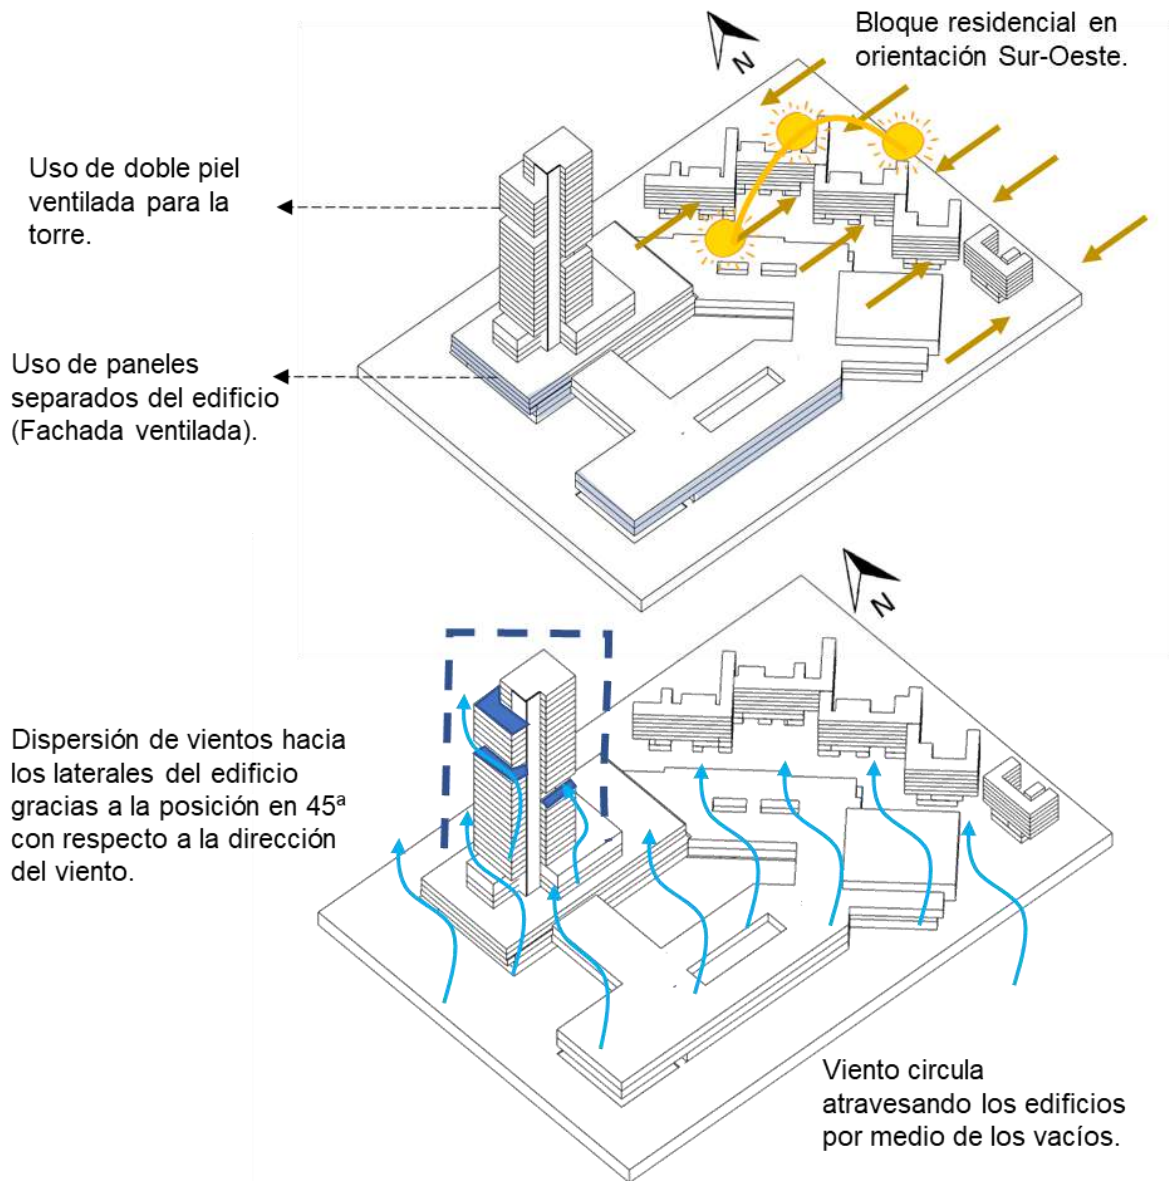 Bloque residencial en
orientación Sur-Oeste.
N
Uso de doble piel
ventilada para la
torre.
Uso de paneles
separados del edificio
(Fachada ventilada).
N
Dispersión de vientos hacia
los laterales del edificio
gracias a la posición en 45ª
con respecto a la dirección
del viento.
Viento circula
atravesando los edificios
por medio de los vacíos.